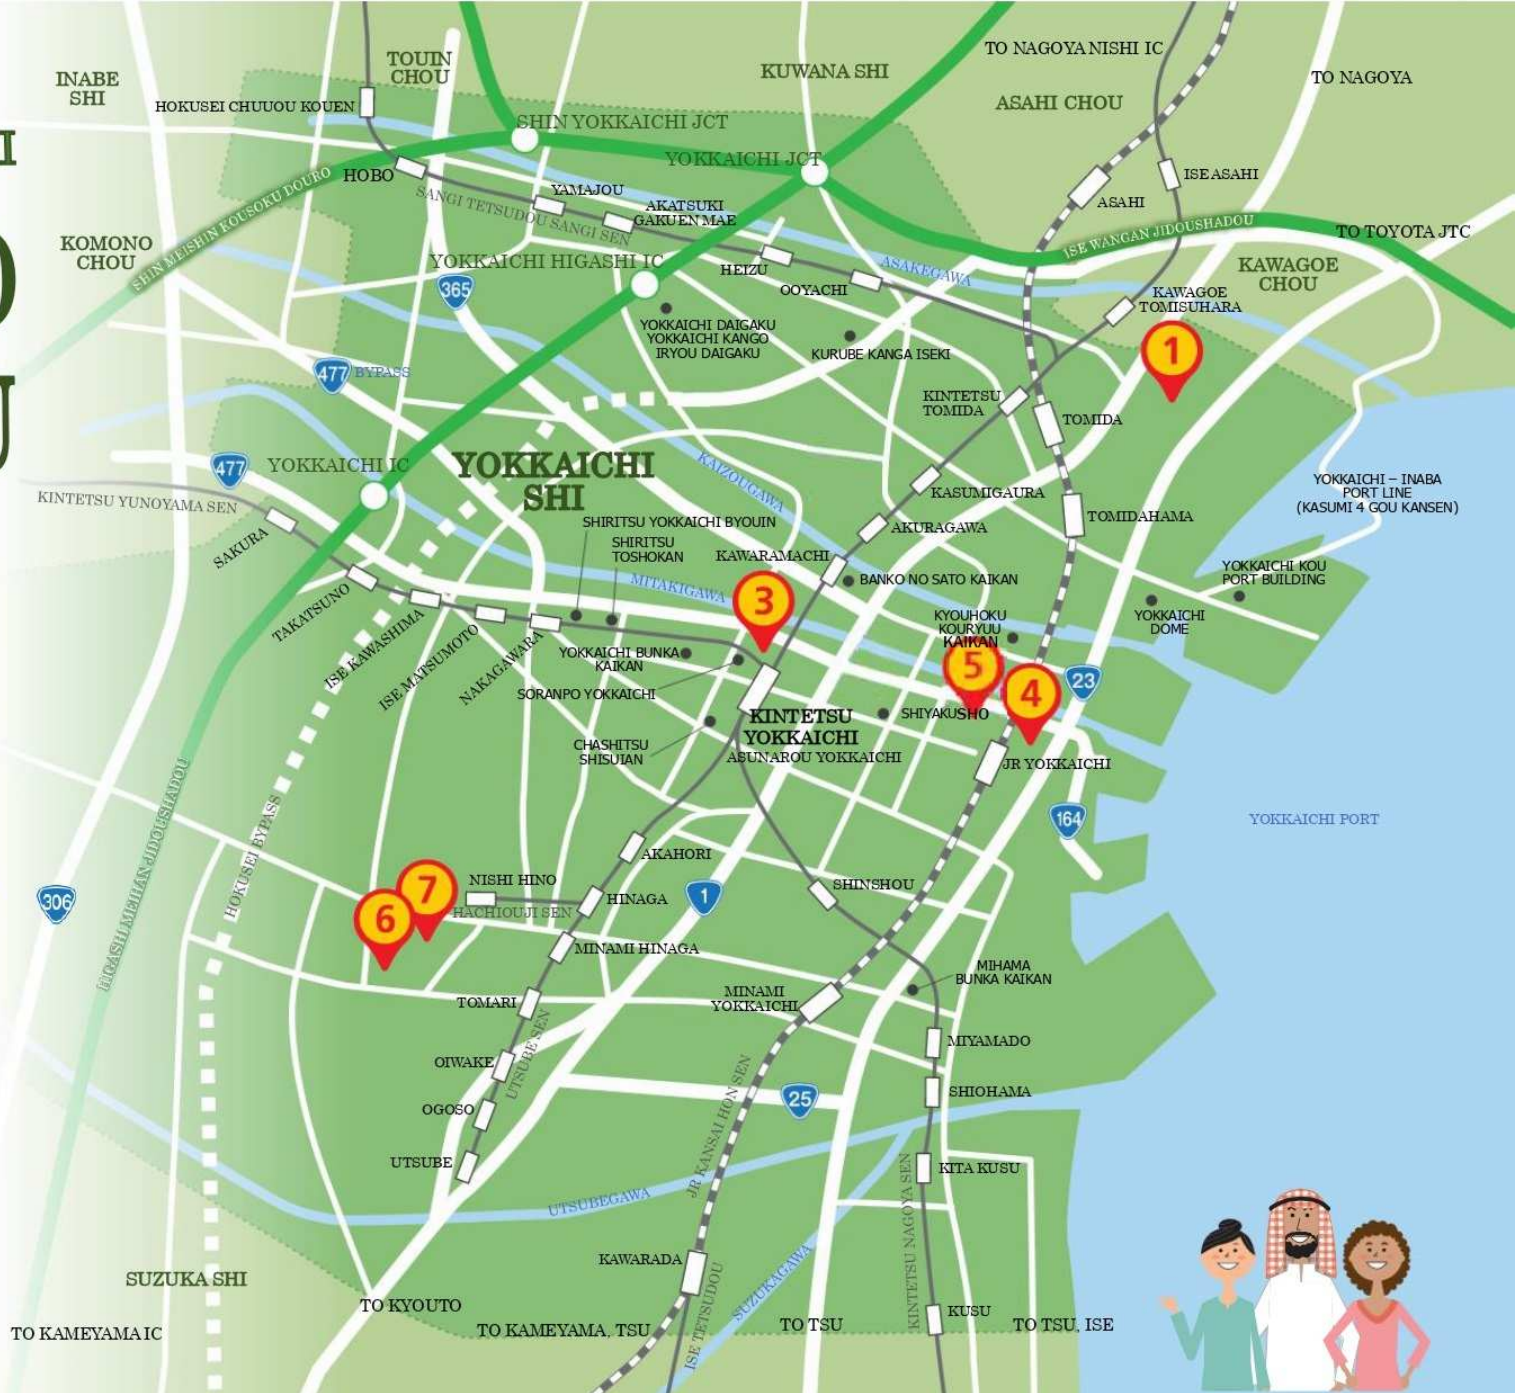 INABE
SHI
TOUIN
CHOU
KUWANA SHI
TO NAGOYA NISHI IC
TO NAGOYA
ASAHI CHOU
HOKUSEI CHUUOU KOUEN
I
SHIN YOKKAICHI JCT
YOKKAICHI JCT
HOBO
ISE ASAHI
SHIN MEISHIN KOUSOKU DOURO
SANGI TETSUDOU SANGI SEN
YAMAJOU
AKATSUKI
GAKUEN MAE
ASAHI
ISE WANGAN JIDOUSHADOU
TO TOYOTA JTC
KOMONO
CHOU
O
YOKKAICHI HIGASHI IC
HEIZU
ASAKEGAWA
KAWAGOE
CHOU
OOYACHI
365
KAWAGOE
TOMISUHARA
YOKKAICHI DAIGAKU
YOKKAICHI KANGO
IRYOU DAIGAKU
KURUBE KANGA ISEKI
1
477
BYPASS
KINTETSU
TOMIDA
TOMIDA
U
477
YOKKAICHI IC
YOKKAICHI
SHI
KAIZOUGAWA
KASUMIGAURA
YOKKAICHI – INABA
PORT LINE
(KASUMI 4 GOU KANSEN)
KINTETSU YUNOYAMA SEN
SAKURA
SHIRITSU YOKKAICHI BYOUIN
SHIRITSU
TOSHOKAN
AKURAGAWA
TOMIDAHAMA
KAWARAMACHI
MITAKIGAWA
BANKO NO SATO KAIKAN
YOKKAICHI KOU
PORT BUILDING
TAKATSUNO
ISE KAWASHIMA
ISE MATSUMOTO
NAKAGAWARA
3
KYOUHOKU
KOURYUU
KAIKAN
YOKKAICHI
DOME
YOKKAICHI BUNKA
KAIKAN
5
4
23
SORANPO YOKKAICHI
KINTETSU
YOKKAICHI
SHIYAKUSHO
CHASHITSU
SHISUIAN
ASUNAROU YOKKAICHI
JR YOKKAICHI
164
YOKKAICHI PORT
HIGASHI MEIHAN JIDOUSHADOU
HOKUSEI BYPASS
AKAHORI
306
7
6
NISHI HINO
HACHIOUJI SEN
HINAGA
1
SHINSHOU
MINAMI HINAGA
MIHAMA
BUNKA KAIKAN
TOMARI
MINAMI
YOKKAICHI
UTSUBE SEN
OIWAKE
MIYAMADO
JR KANSAI HON SEN
OGOSO
25
SHIOHAMA
UTSUBE
KITA KUSU
UTSUBEGAWA
KINTETSU NAGOYA SEN
SUZUKA SHI
KAWARADA
SUZUKAGAWA
ISE TETSUDOU
TO KYOUTO
KUSU
TO KAMEYAMA IC
TO KAMEYAMA, TSU
TO TSU
TO TSU, ISE